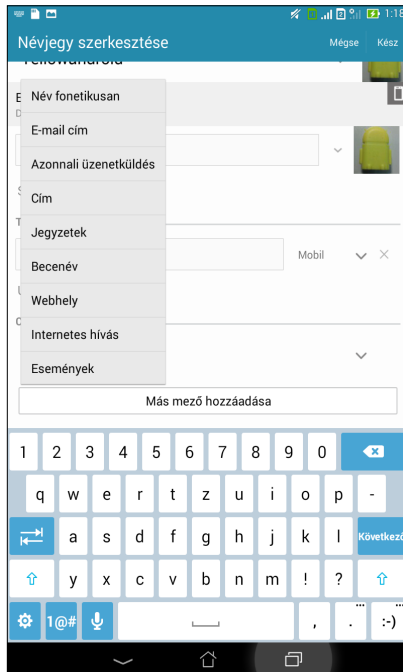 1:18
Névjegy szerkesztése
Mégse
Kész
Yellowandroid
Név fonetikusan
E-mail cím
Azonnali üzenetküldés
Cím
Jegyzetek
Mobil
Becenév
Webhely
Internetes hívás
Események
Más mező hozzáadása
1 2 3 4 5 6 7 8 9 0
q w e r t z u i o p -
a s d f g h j k l Következő
y x c v b n m ! ?
1@# , . :-)